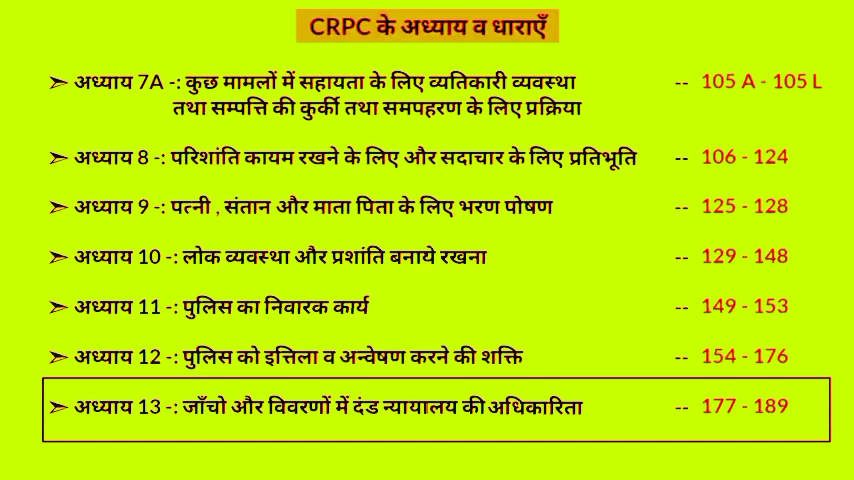 CRPC के अध्याय व धाराएँ
➣ अध्याय 7A -: कुछ मामलों में सहायता के लिए व्यतिकारी व्यवस्था -- 105 A - 105 L
तथा सम्पत्ति की कुर्की तथा समपहरण के लिए प्रक्रिया
➣ अध्याय 8 -: परिशांति कायम रखने के लिए और सदाचार के लिए प्रतिभूति -- 106 - 124
➣ अध्याय 9 -: पत्नी , संतान और माता पिता के लिए भरण पोषण -- 125 - 128
➣ अध्याय 10 -: लोक व्यवस्था और प्रशांति बनाये रखना -- 129 - 148
➣ अध्याय 11 -: पुलिस का निवारक कार्य -- 149 - 153
➣ अध्याय 12 -: पुलिस को इत्तिला व अन्वेषण करने की शक्ति -- 154 - 176
➣ अध्याय 13 -: जाँचो और विवरणों में दंड न्यायालय की अधिकारिता -- 177 - 189